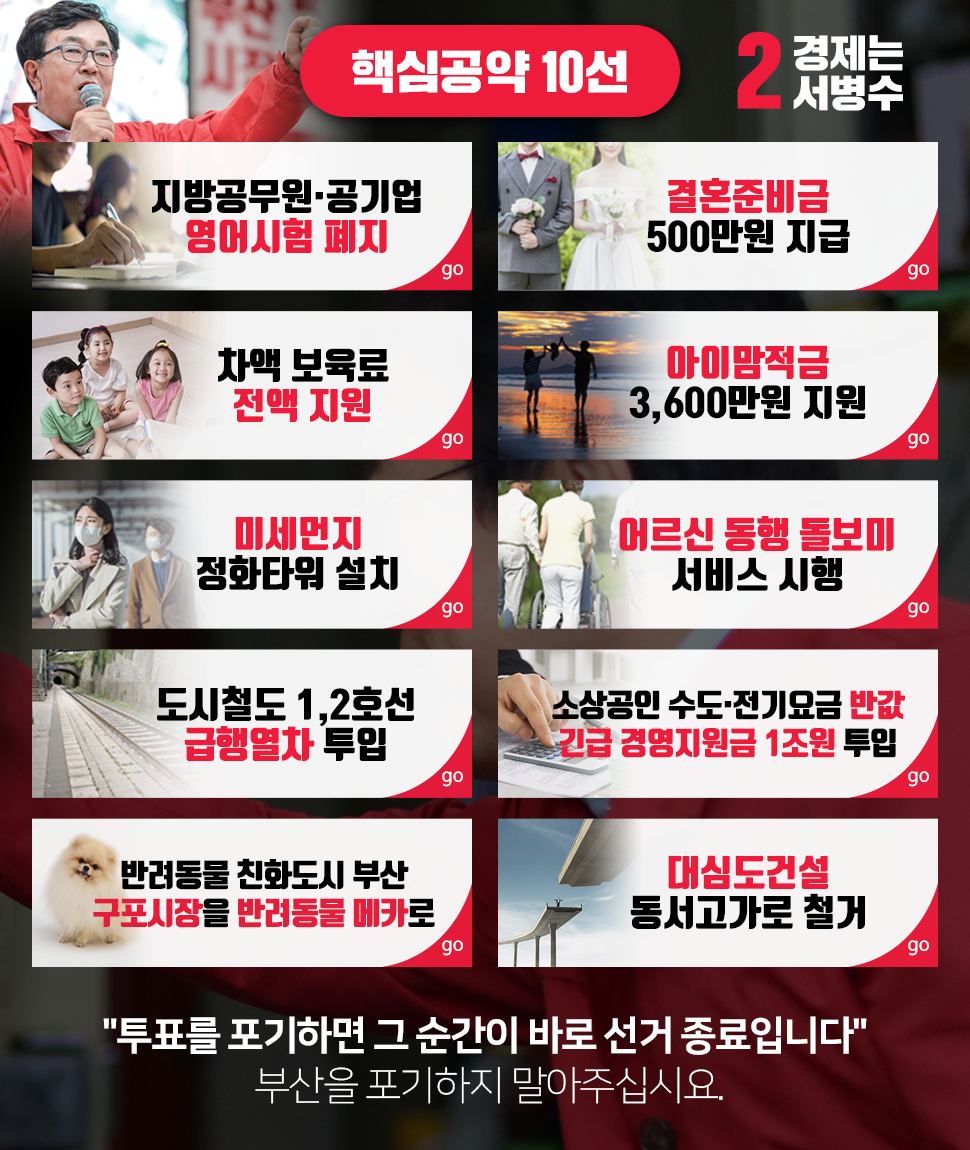 부산
시장
핵심공약 10선
2 경제는
서병수
지방공무원·공기업
영어시험 폐지
go
결혼준비금
500만원 지급
go
차액 보육료
전액 지원
go
아이맘적금
3,600만원 지원
go
미세먼지
정화타워 설치
go
어르신 동행 돌보미
서비스 시행
go
도시철도 1,2호선
급행열차 투입
go
소상공인 수도·전기요금 반값
긴급 경영지원금 1조원 투입
go
반려동물 친화도시 부산
구포시장을 반려동물 메카로
go
대심도건설
동서고가로 철거
go
"투표를 포기하면 그 순간이 바로 선거 종료입니다"
부산을 포기하지 말아주십시요.